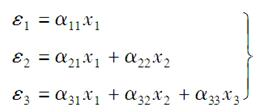 ε₁ = α₁₁x₁
ε₂ = α₂₁x₁ + α₂₂x₂
ε₃ = α₃₁x₁ + α₃₂x₂ + α₃₃x₃